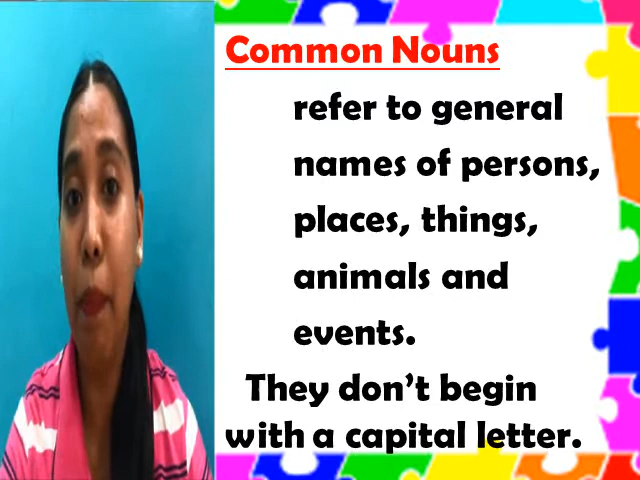 Common Nouns
refer to general
names of persons,
places, things,
animals and
events.
They don't begin
with a capital letter.